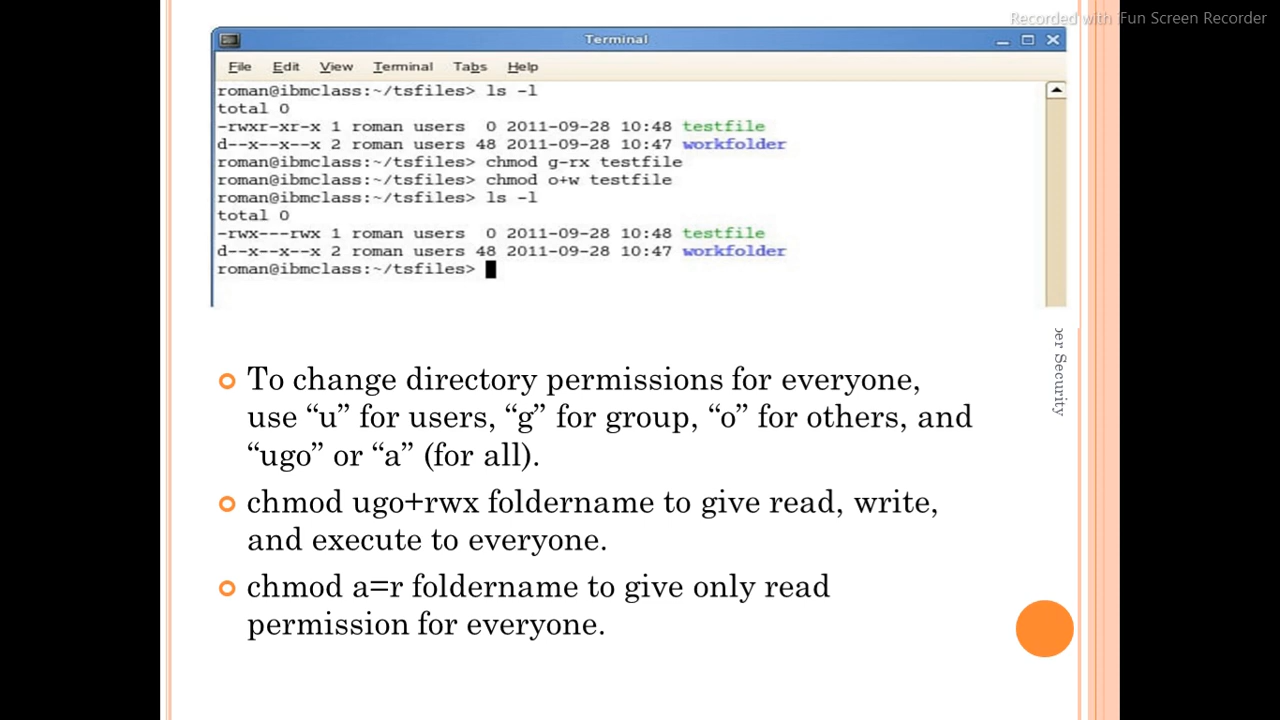 Recorded with iFun Screen Recorder
Terminal
File Edit View Terminal Tabs Help
roman@ibmclass:~/tsfiles> ls -l
total 0
-rwxr-xr-x 1 roman users  0 2011-09-28 10:48 testfile
d--x--x--x 2 roman users 48 2011-09-28 10:47 workfolder
roman@ibmclass:~/tsfiles> chmod g-rx testfile
roman@ibmclass:~/tsfiles> chmod o+w testfile
roman@ibmclass:~/tsfiles> ls -l
total 0
-rwx---rwx 1 roman users  0 2011-09-28 10:48 testfile
d--x--x--x 2 roman users 48 2011-09-28 10:47 workfolder
roman@ibmclass:~/tsfiles>
To change directory permissions for everyone,
use “u” for users, “g” for group, “o” for others, and
“ugo” or “a” (for all).
chmod ugo+rwx foldername to give read, write,
and execute to everyone.
chmod a=r foldername to give only read
permission for everyone.
Security